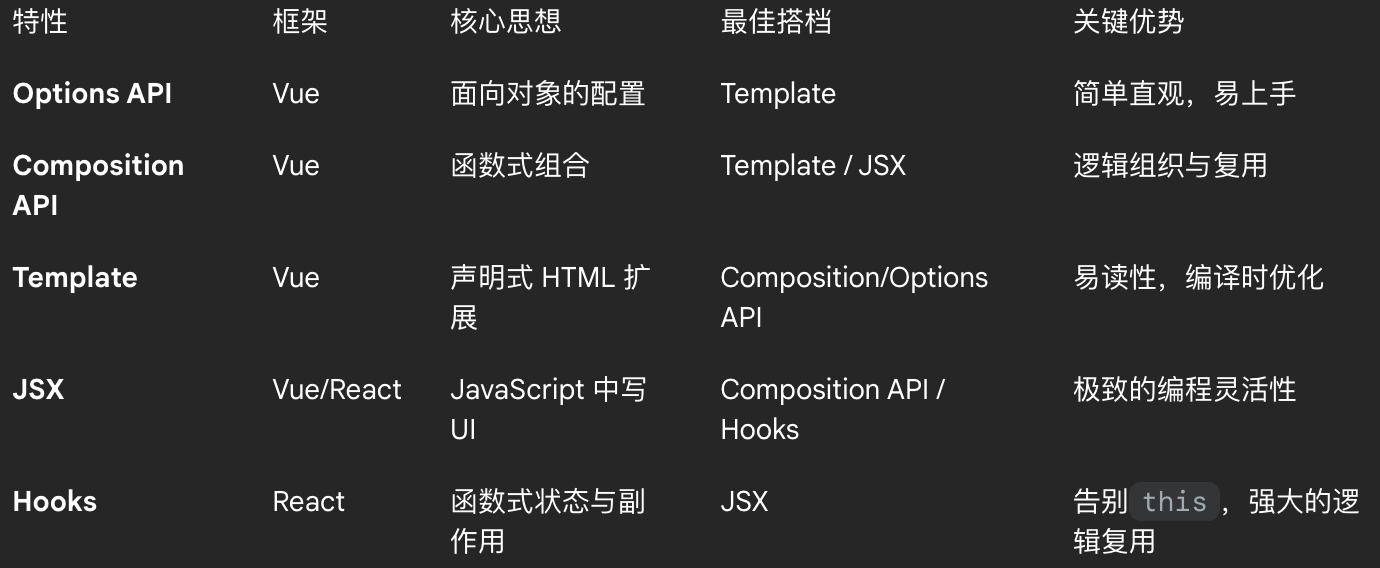 特性 框架 核心思想 最佳搭档 关键优势
Options API Vue 面向对象的配置 Template 简单直观，易上手
Composition Vue 函数式组合 Template / JSX 逻辑组织与复用
API
Template Vue 声明式 HTML 扩 Composition/Options 易读性，编译时优化
展 API
JSX Vue/React JavaScript 中写 Composition API / 极致的编程灵活性
UI Hooks
Hooks React 函数式状态与副 JSX 告别 this ，强大的逻
作用 辑复用